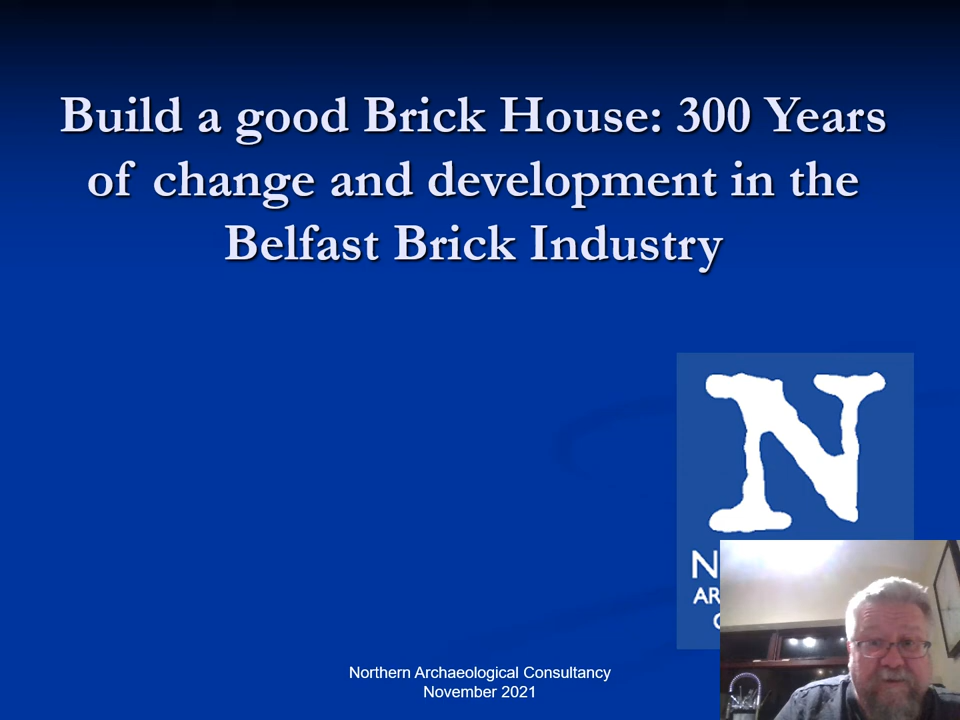 Build a good Brick House: 300 Years
of change and development in the
Belfast Brick Industry
N
Northern Archaeological Consultancy
November 2021